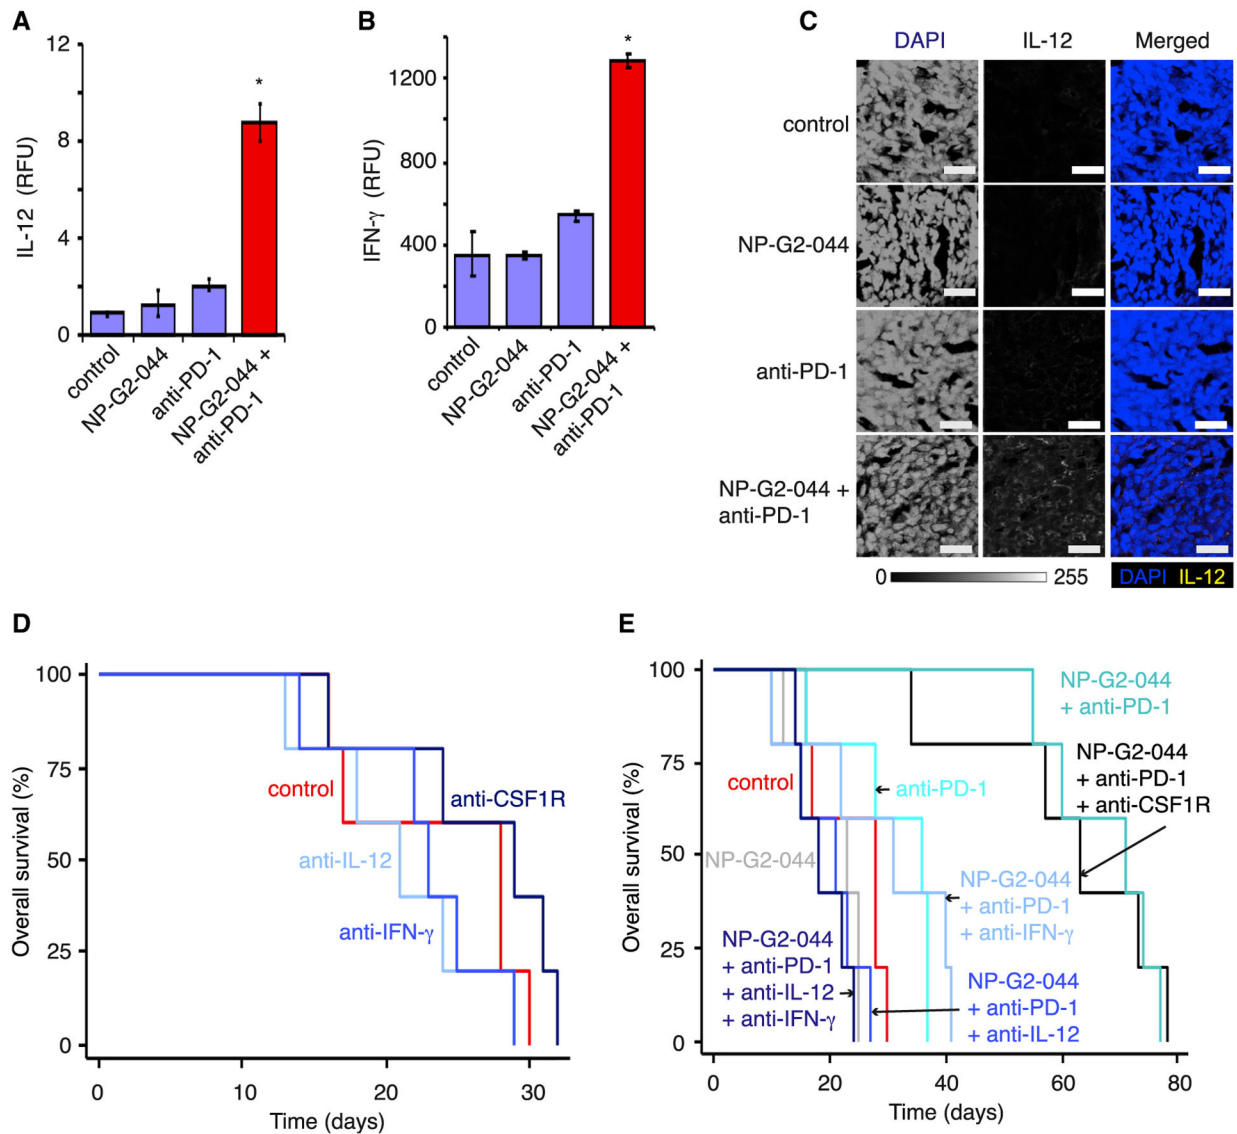 A
IL-12 (RFU)
12
8
4
0
*
control
NP-G2-044
anti-PD-1
NP-G2-044 +
anti-PD-1
B
IFN-γ (RFU)
1200
800
400
0
*
control
NP-G2-044
anti-PD-1
NP-G2-044 +
anti-PD-1
C
DAPI IL-12 Merged
control
NP-G2-044
anti-PD-1
NP-G2-044 +
anti-PD-1
0 255
DAPI IL-12
D
Overall survival (%)
100
75
50
25
0
control
anti-CSF1R
anti-IL-12
anti-IFN-γ
0 10 20 30
Time (days)
E
Overall survival (%)
100
75
50
25
0
NP-G2-044
+ anti-PD-1
NP-G2-044
+ anti-PD-1
+ anti-CSF1R
control
anti-PD-1
NP-G2-044
NP-G2-044
+ anti-PD-1
+ anti-IFN-γ
NP-G2-044
+ anti-PD-1
+ anti-IL-12
+ anti-IFN-γ
NP-G2-044
+ anti-PD-1
+ anti-IL-12
0 20 40 60 80
Time (days)